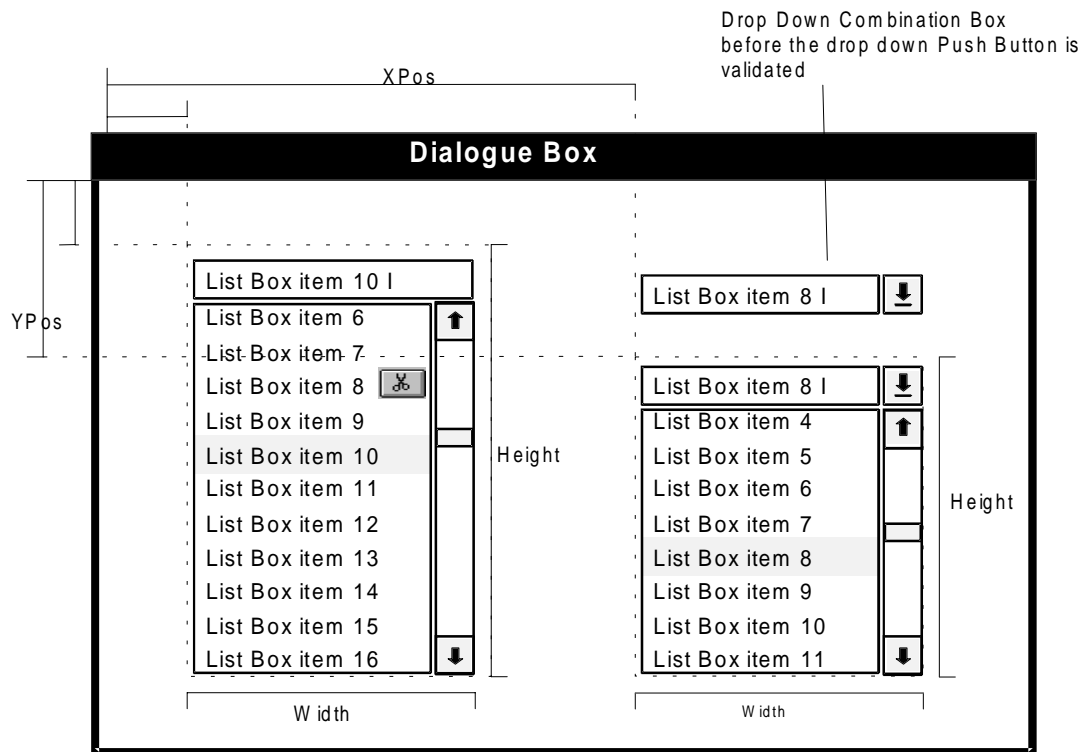 Drop Down Combination Box
before the drop down Push Button is
validated
XPos
Dialogue Box
YPos
List Box item 10 I
List Box item 6
List Box item 7
List Box item 8
List Box item 9
List Box item 10
List Box item 11
List Box item 12
List Box item 13
List Box item 14
List Box item 15
List Box item 16
Height
Width
List Box item 8 I
List Box item 8 I
List Box item 4
List Box item 5
List Box item 6
List Box item 7
List Box item 8
List Box item 9
List Box item 10
List Box item 11
Height
Width